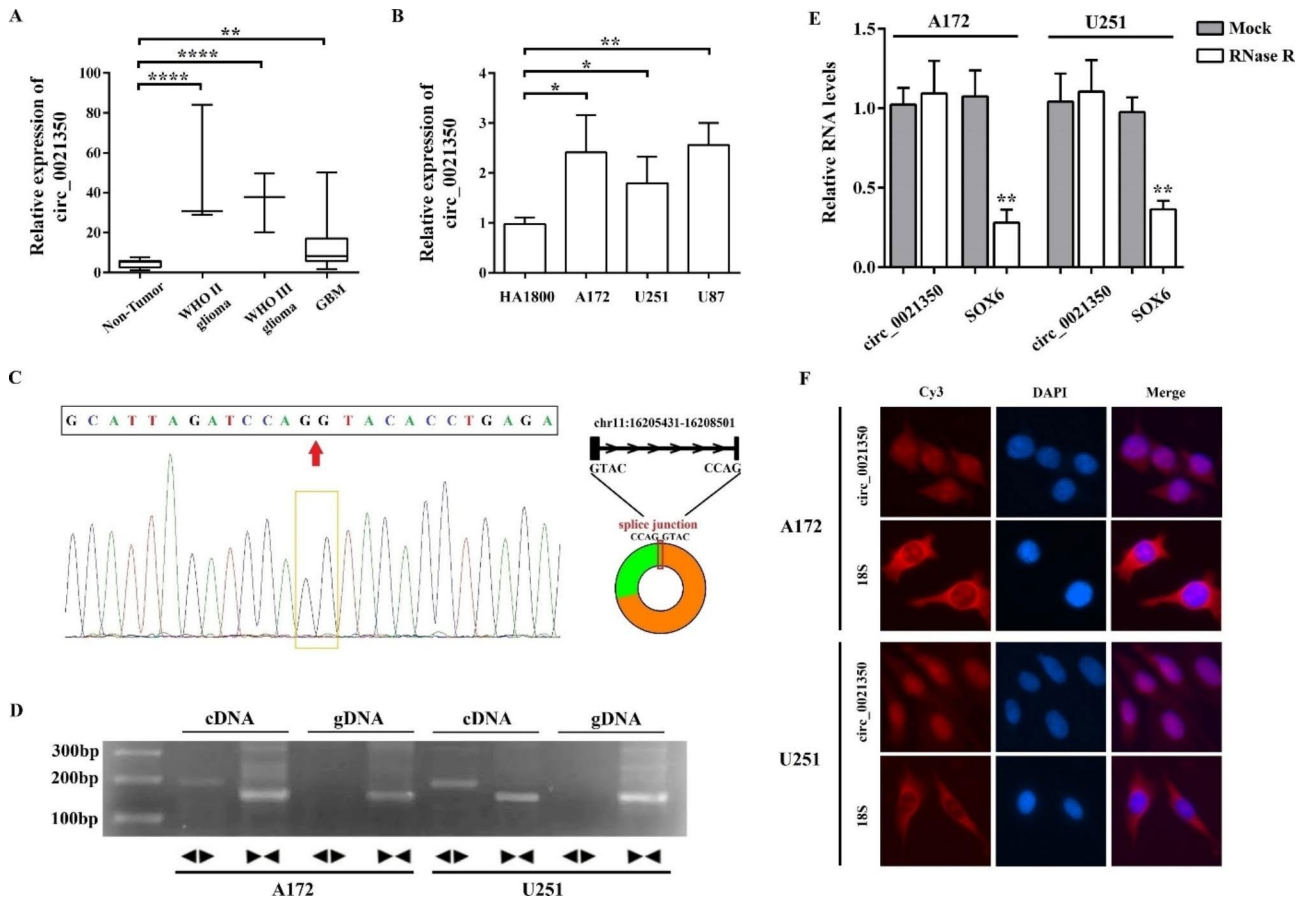 A
Relative expression of
circ_0021350
100
80
60
40
20
0
**
****
****
Non-Tumor
WHO II
glioma
WHO III
glioma
GBM
B
Relative expression of
circ_0021350
4
3
2
1
0
**
*
*
HA1800
A172
U251
U87
C
G C A T T A G A T C C A G G T A C A C C T G A G A
chr11:16205431-16208501
GTAC
CCAG
splice junction
CCAG GTAC
D
cDNA
gDNA
cDNA
gDNA
300bp
200bp
100bp
A172
U251
E
A172
U251
Mock
RNase R
Relative RNA levels
1.5
1.0
0.5
0.0
**
**
circ_0021350
SOX6
circ_0021350
SOX6
F
Cy3
DAPI
Merge
A172
circ_0021350
18S
U251
circ_0021350
18S